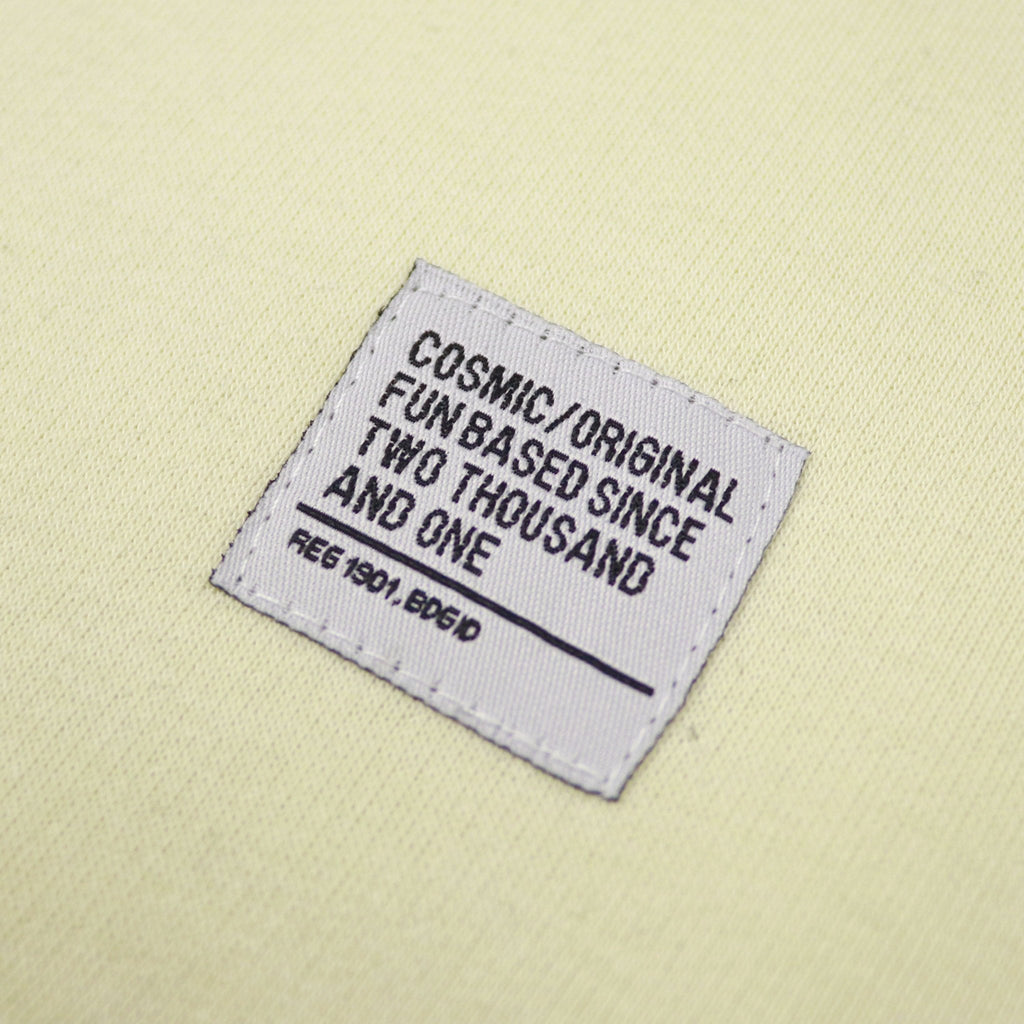 COSMIC/ORIGINAL
FUN BASED SINCE
TWO THOUSAND
AND ONE
REG 1901, BDG ID